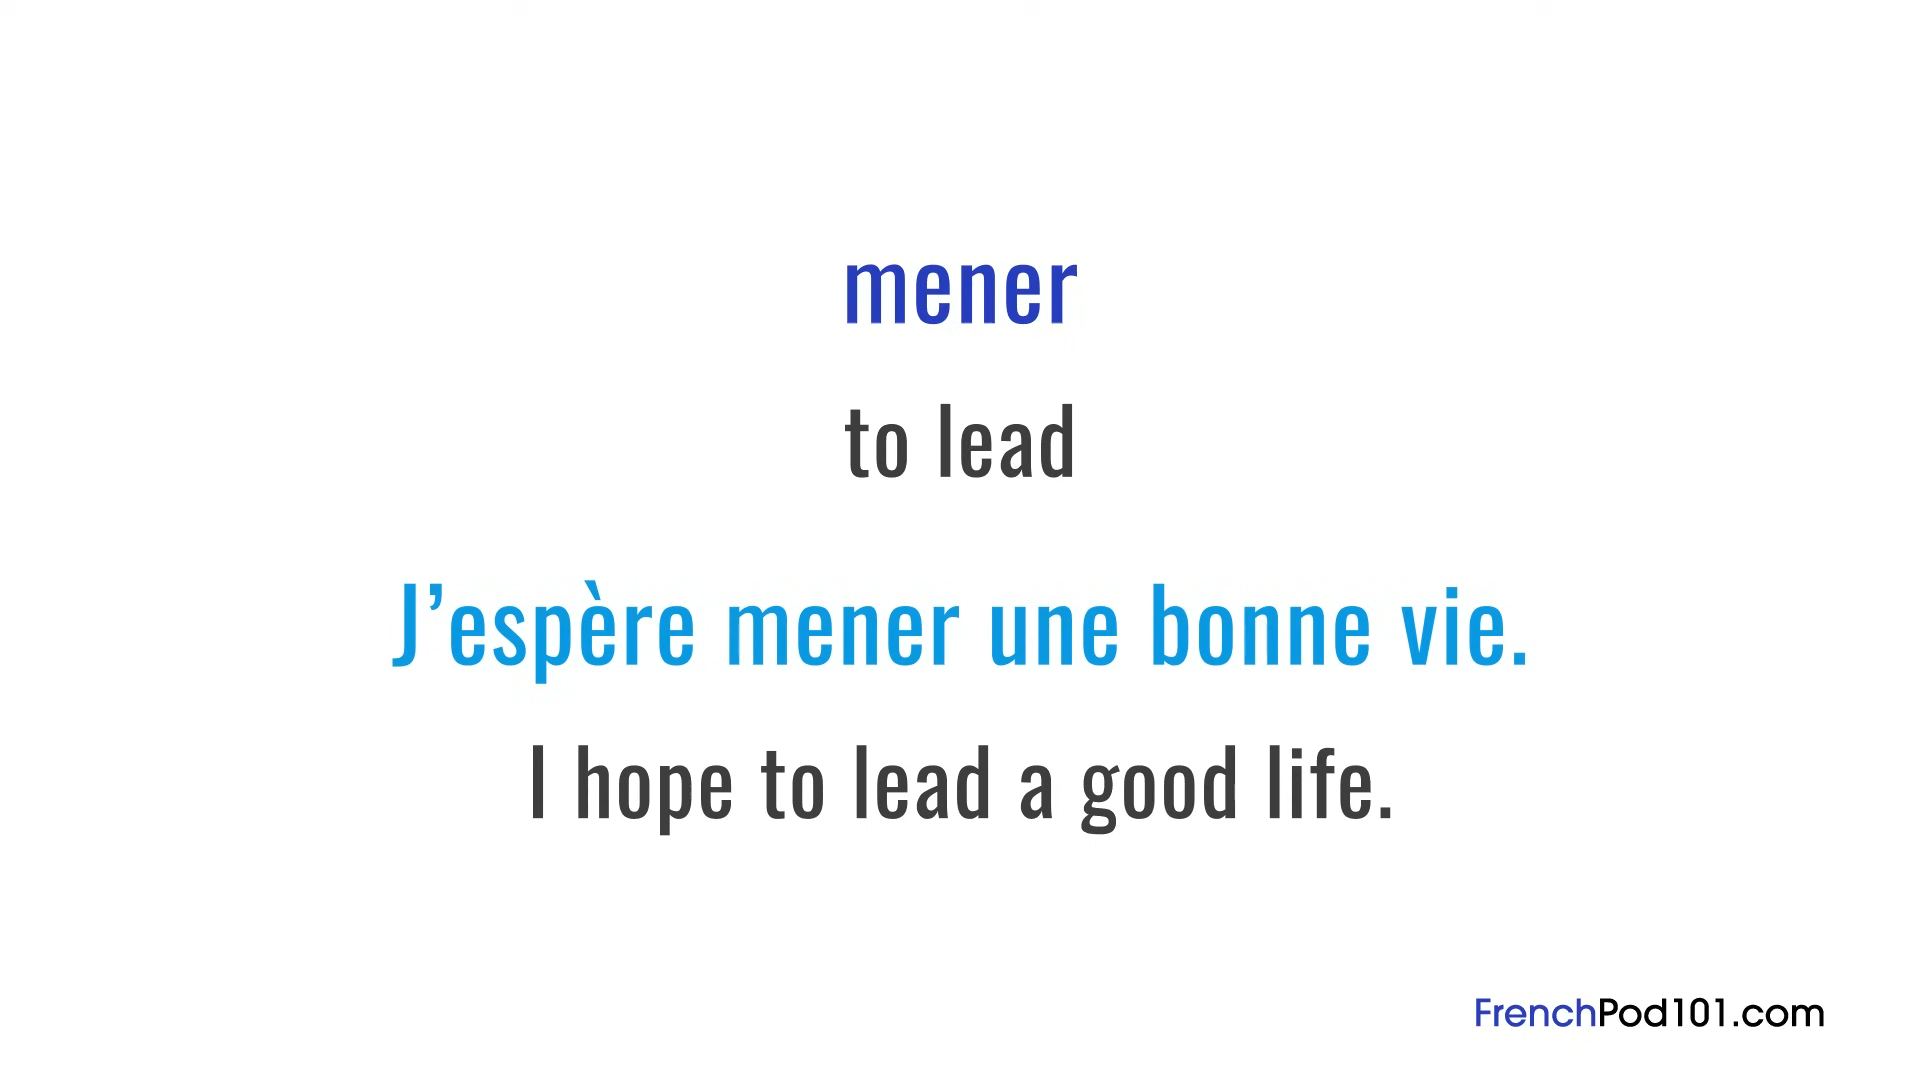 mener
to lead
J’espère mener une bonne vie.
I hope to lead a good life.
FrenchPod101.com